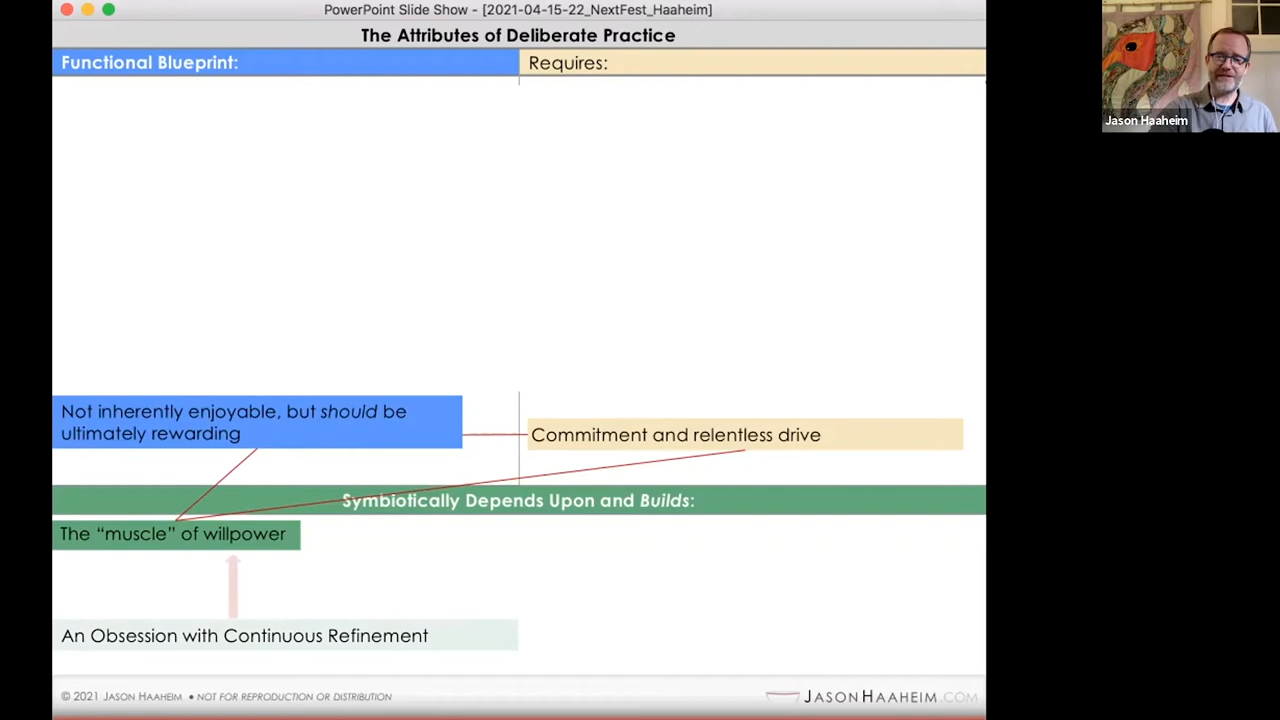 PowerPoint Slide Show - [2021-04-15-22_NextFest_Haaheim]
The Attributes of Deliberate Practice
Functional Blueprint:
Requires:
Jason Haaheim
Not inherently enjoyable, but should be
ultimately rewarding
Commitment and relentless drive
Symbiotically Depends Upon and Builds:
The “muscle” of willpower
An Obsession with Continuous Refinement
© 2021 JASON HAAHEIM • NOT FOR REPRODUCTION OR DISTRIBUTION
JASONHAAHEIM.COM